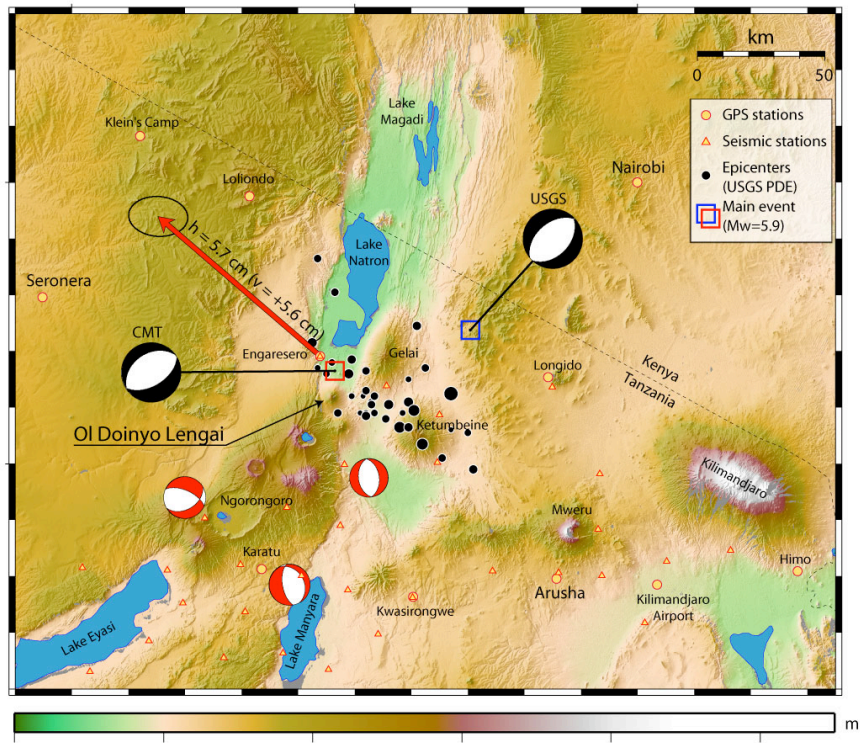 km
0 50
GPS stations
Seismic stations
Epicenters
(USGS PDE)
Main event
(Mw=5.9)
Lake
Magadi
Klein's Camp
Loliondo
Nairobi
USGS
h = 5.7 cm (v = +5.6 cm)
Lake
Natron
Seronera
CMT
Engaresero
Gelai
Longido
Kenya
Tanzania
Ol Doinyo Lengai
Ketumbeine
Kilimandjaro
Ngorongoro
Mweru
Karatu
Himo
Arusha
Kilimandjaro
Airport
Kwasirongwe
Lake Eyasi
Lake Manyara
m